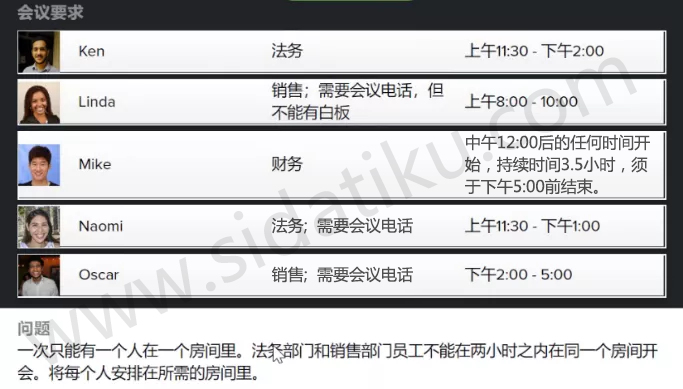 会议要求
Ken 法务 上午11:30 - 下午2:00
Linda 销售；需要会议电话，但不能有白板 上午8:00 - 10:00
Mike 财务 中午12:00后的任何时间开始，持续时间3.5小时，须于下午5:00前结束。
Naomi 法务；需要会议电话 上午11:30 - 下午1:00
Oscar 销售；需要会议电话 下午2:00 - 5:00
问题
一次只能有一个人在一个房间里。法务部门和销售部门员工不能在两小时之内在同一个房间开
会。将每个人安排在所需的房间里。
www.sidatiku.com